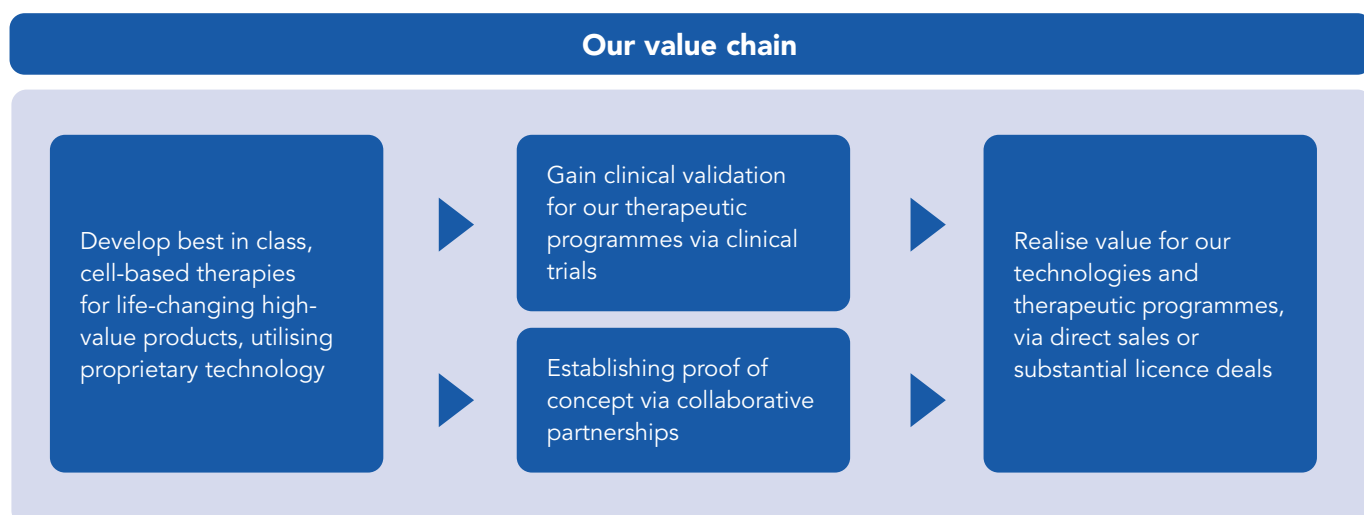 Our value chain
Develop best in class,
cell-based therapies
for life-changing high-
value products, utilising
proprietary technology
Gain clinical validation
for our therapeutic
programmes via clinical
trials
Establishing proof of
concept via collaborative
partnerships
Realise value for our
technologies and
therapeutic programmes,
via direct sales or
substantial licence deals